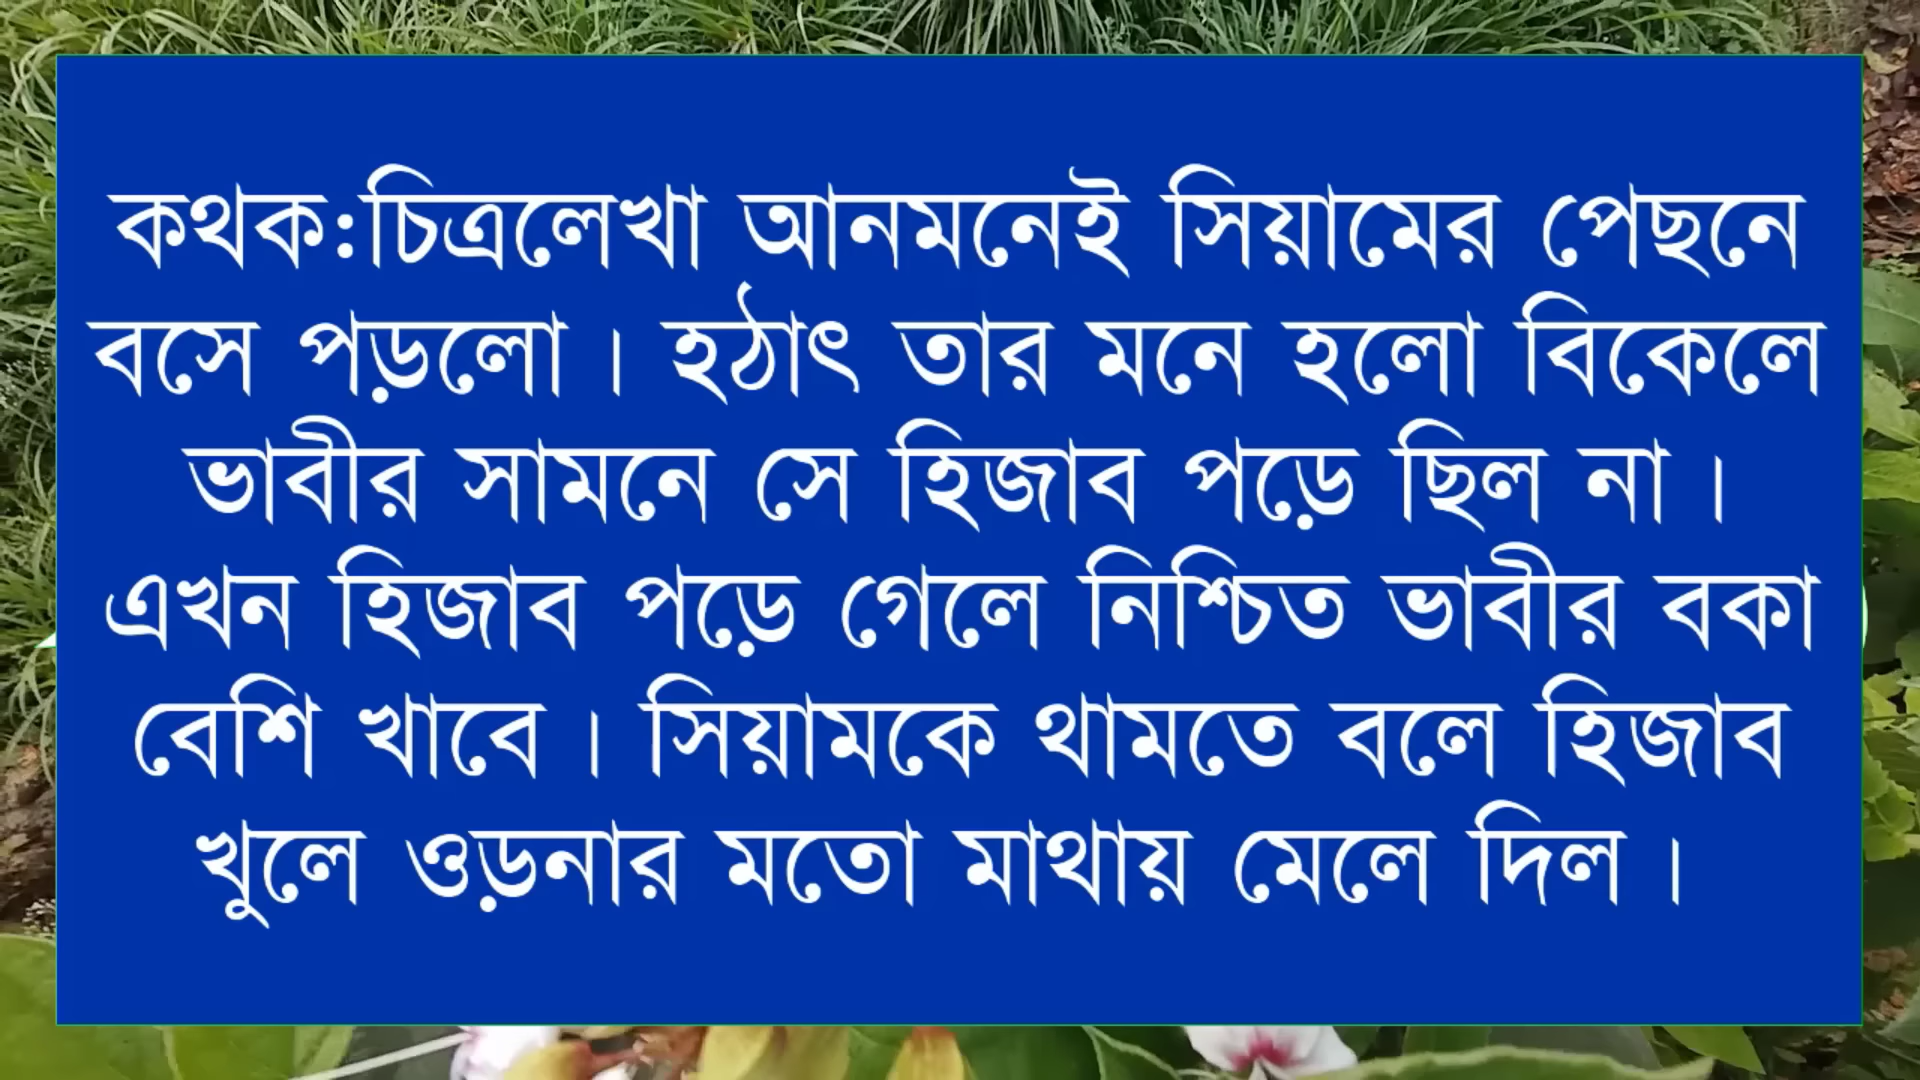 কথক:চিত্রলেখা আনমনেই সিয়ামের পেছনে
বসে পড়লো। হঠাৎ তার মনে হলো বিকেলে
ভাবীর সামনে সে হিজাব পড়ে ছিল না।
এখন হিজাব পড়ে গেলে নিশ্চিত ভাবীর বকা
বেশি খাবে। সিয়ামকে থামতে বলে হিজাব
খুলে ওড়নার মতো মাথায় মেলে দিল।